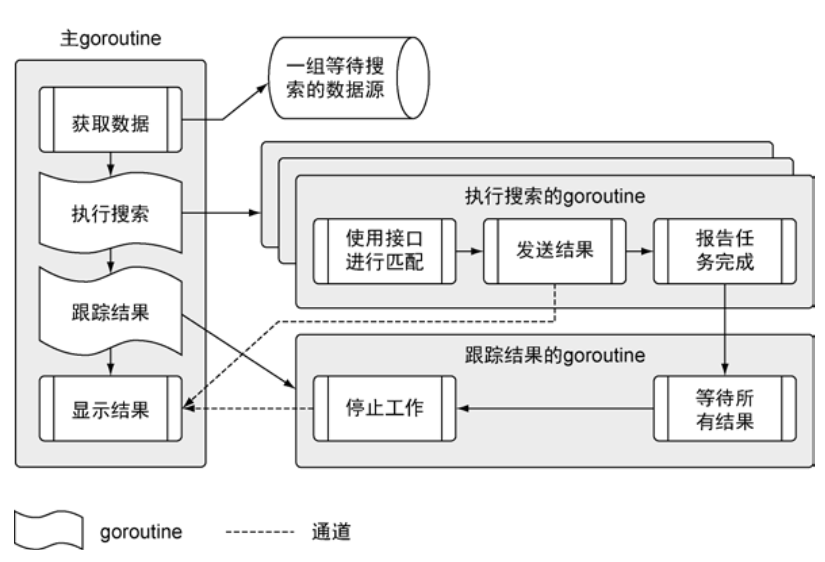 主goroutine
一组等待搜
索的数据源
获取数据
执行搜索的goroutine
执行搜索
使用接口
进行匹配
发送结果
报告任
务完成
跟踪结果
跟踪结果的goroutine
显示结果
停止工作
等待所
有结果
goroutine
通道